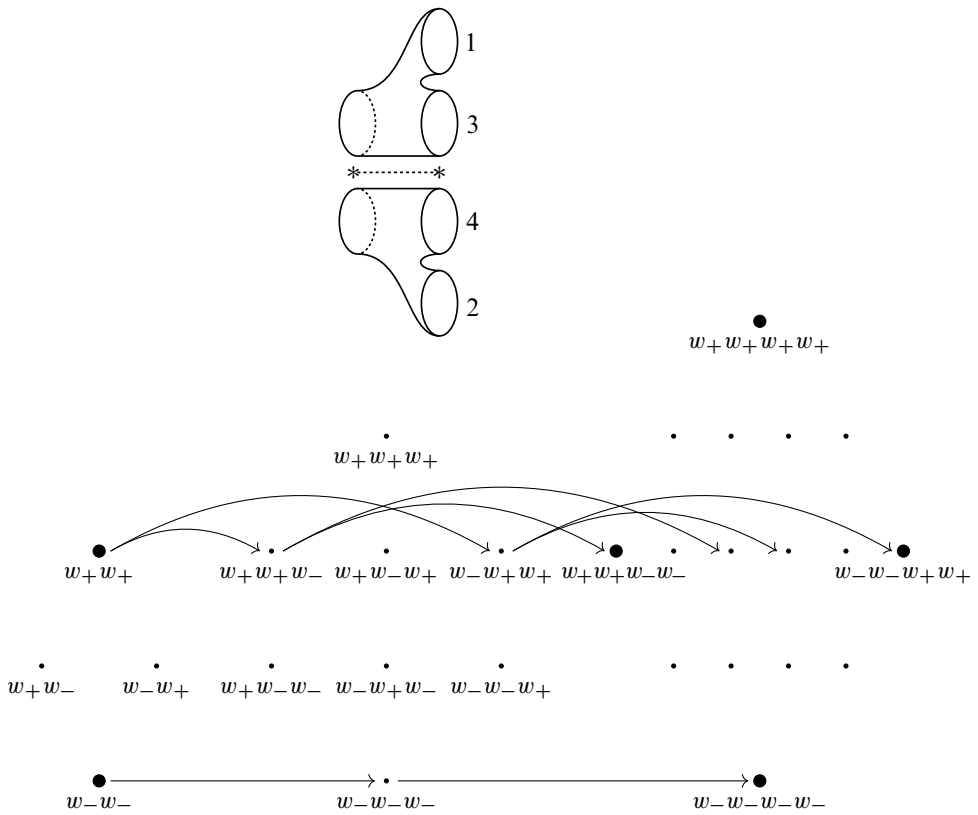 1
3
* *
4
2
w₊w₊w₊w₊
w₊w₊w₊
w₊w₊ w₊w₊w₋ w₊w₋w₊ w₋w₊w₊ w₊w₊w₋w₋ w₋w₋w₊w₊
w₊w₋ w₋w₊ w₊w₋w₋ w₋w₊w₋ w₋w₋w₊
w₋w₋ w₋w₋w₋ w₋w₋w₋w₋